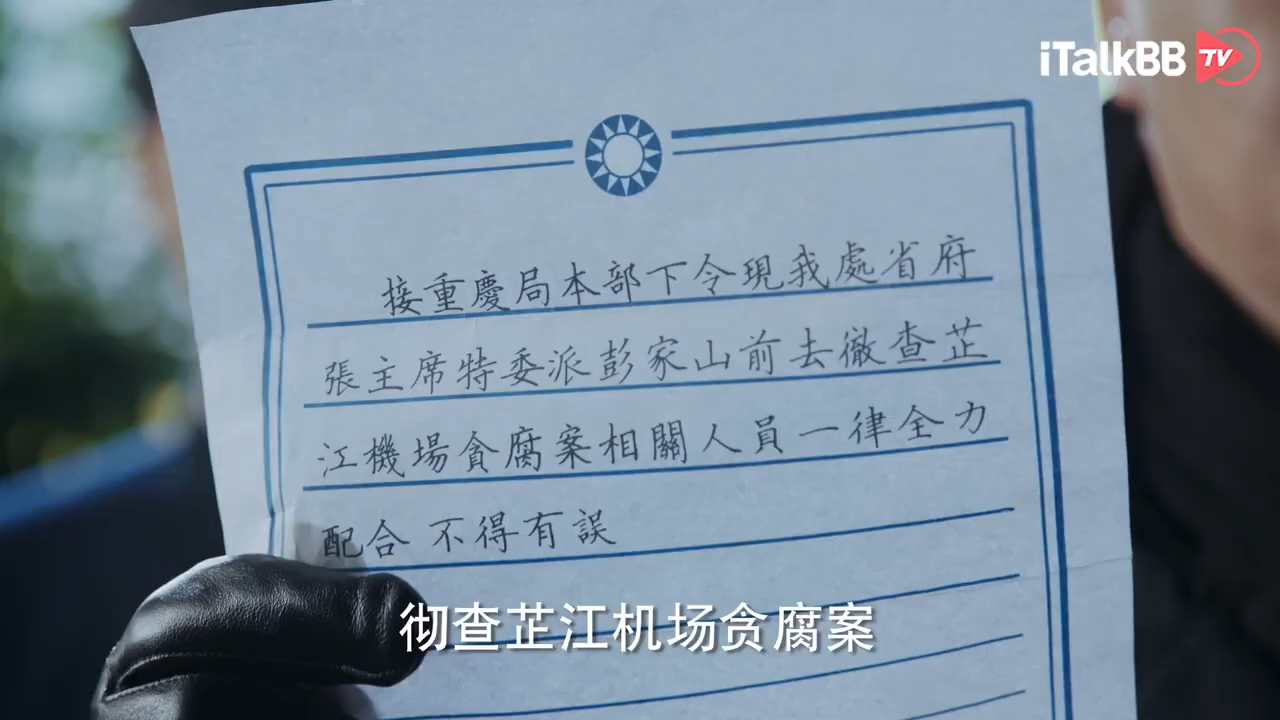 iTalkBB TV
接重慶局本部下令現我處省府
張主席特委派彭家山前去徹查芷
江機場貪腐案相關人員一律全力
配合 不得有誤
彻查芷江机场贪腐案